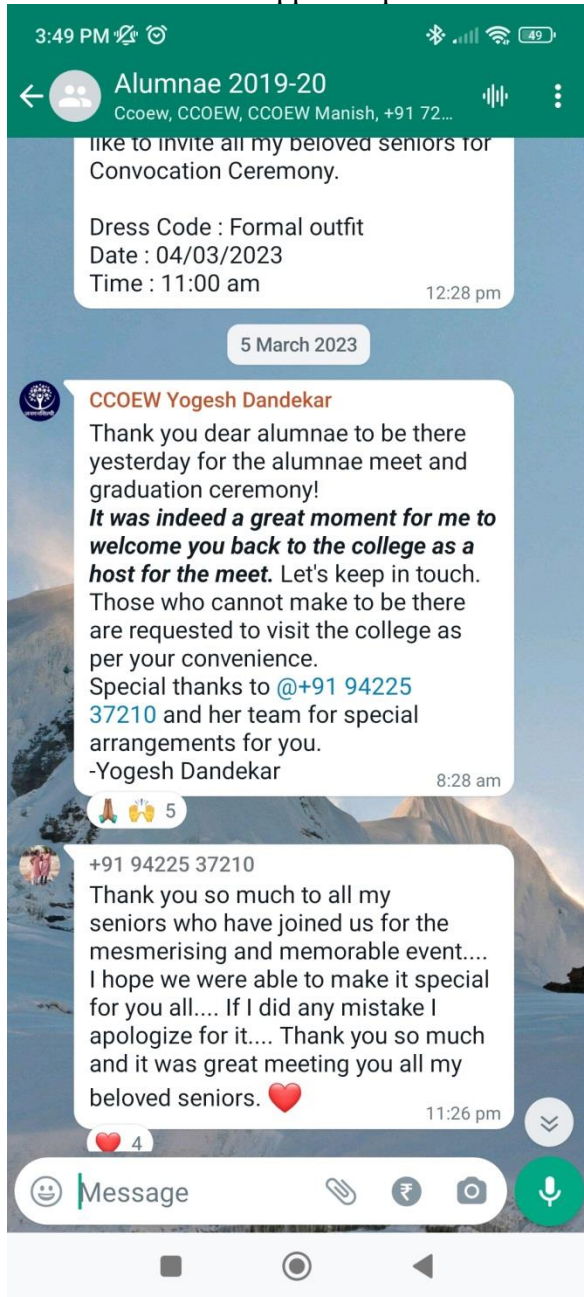 3:49 PM
49
Alumnae 2019-20
Ccoew, CCOEW, CCOEW Manish, +91 72...
like to invite all my beloved seniors for
Convocation Ceremony.
Dress Code : Formal outfit
Date : 04/03/2023
Time : 11:00 am
12:28 pm
5 March 2023
CCOEW Yogesh Dandekar
Thank you dear alumnae to be there
yesterday for the alumnae meet and
graduation ceremony!
It was indeed a great moment for me to
welcome you back to the college as a
host for the meet. Let's keep in touch.
Those who cannot make to be there
are requested to visit the college as
per your convenience.
Special thanks to @+91 94225
37210 and her team for special
arrangements for you.
-Yogesh Dandekar
8:28 am
🙏🏾 🙌 5
+91 94225 37210
Thank you so much to all my
seniors who have joined us for the
mesmerising and memorable event....
I hope we were able to make it special
for you all.... If I did any mistake I
apologize for it.... Thank you so much
and it was great meeting you all my
beloved seniors. ❤️
11:26 pm
❤️ 4
Message
₹